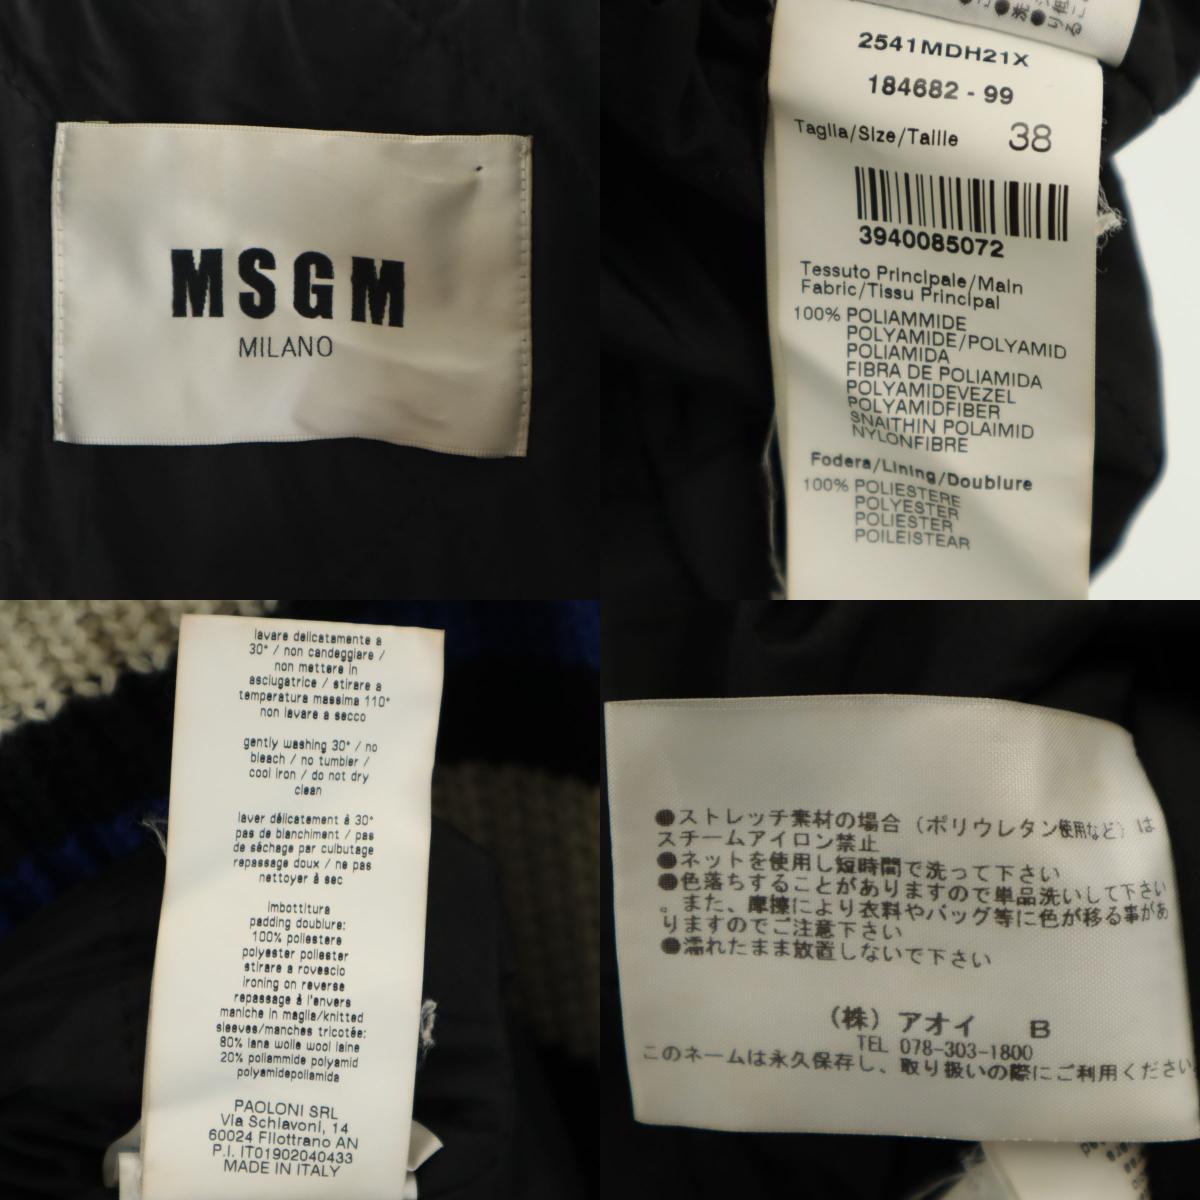 MSGM
MILANO
2541MDH21X
184682 - 99
Taglia/Size/Taille 38
3940085072
Tessuto Principale/Main
Fabric/Tissu Principal
100% POLIAMMIDE
POLYAMIDE/POLYAMID
POLIAMIDA
FIBRA DE POLIAMIDA
POLYAMIDEVEZEL
POLYAMIDFIBER
SNAITHIN POLAIMID
NYLONFIBRE
Fodera/Lining/Doublure
100% POLIESTERE
POLYESTER
POLIESTER
POILEISTEAR
lavare delicatamente a
30° / non candeggiare /
non mettere in
asciugatrice / stirare a
temperatura massima 110°
non lavare a secco
gently washing 30° / no
bleach / no tumbler /
cool iron / do not dry
clean
laver délicatement à 30°
pas de blanchiment / pas
de séchage par culbutage
repassage doux / ne pas
nettoyer à sec
imbottitura
padding doublure:
100% poliestere
polyester poliester
stirare a rovescio
ironing on reverse
repassage à l'envers
maniche in maglia/knitted
sleeves/manches tricotée:
80% lana wolle wool laine
20% poliammide polyamid
polyamidepoliamida
PAOLONI SRL
Via Schiavoni, 14
60024 Filottrano AN
P.I. IT01902040433
MADE IN ITALY
●ストレッチ素材の場合（ポリウレタン使用など）は
スチームアイロン禁止
●ネットを使用し短時間で洗って下さい
●色落ちすることがありますので単品洗いして下さい
。また、摩擦により衣料やバッグ等に色が移る事があ
りますのでご注意下さい
●濡れたまま放置しないで下さい
（株）アオイ B
TEL 078-303-1800
このネームは永久保存し、取り扱いの際にご利用ください